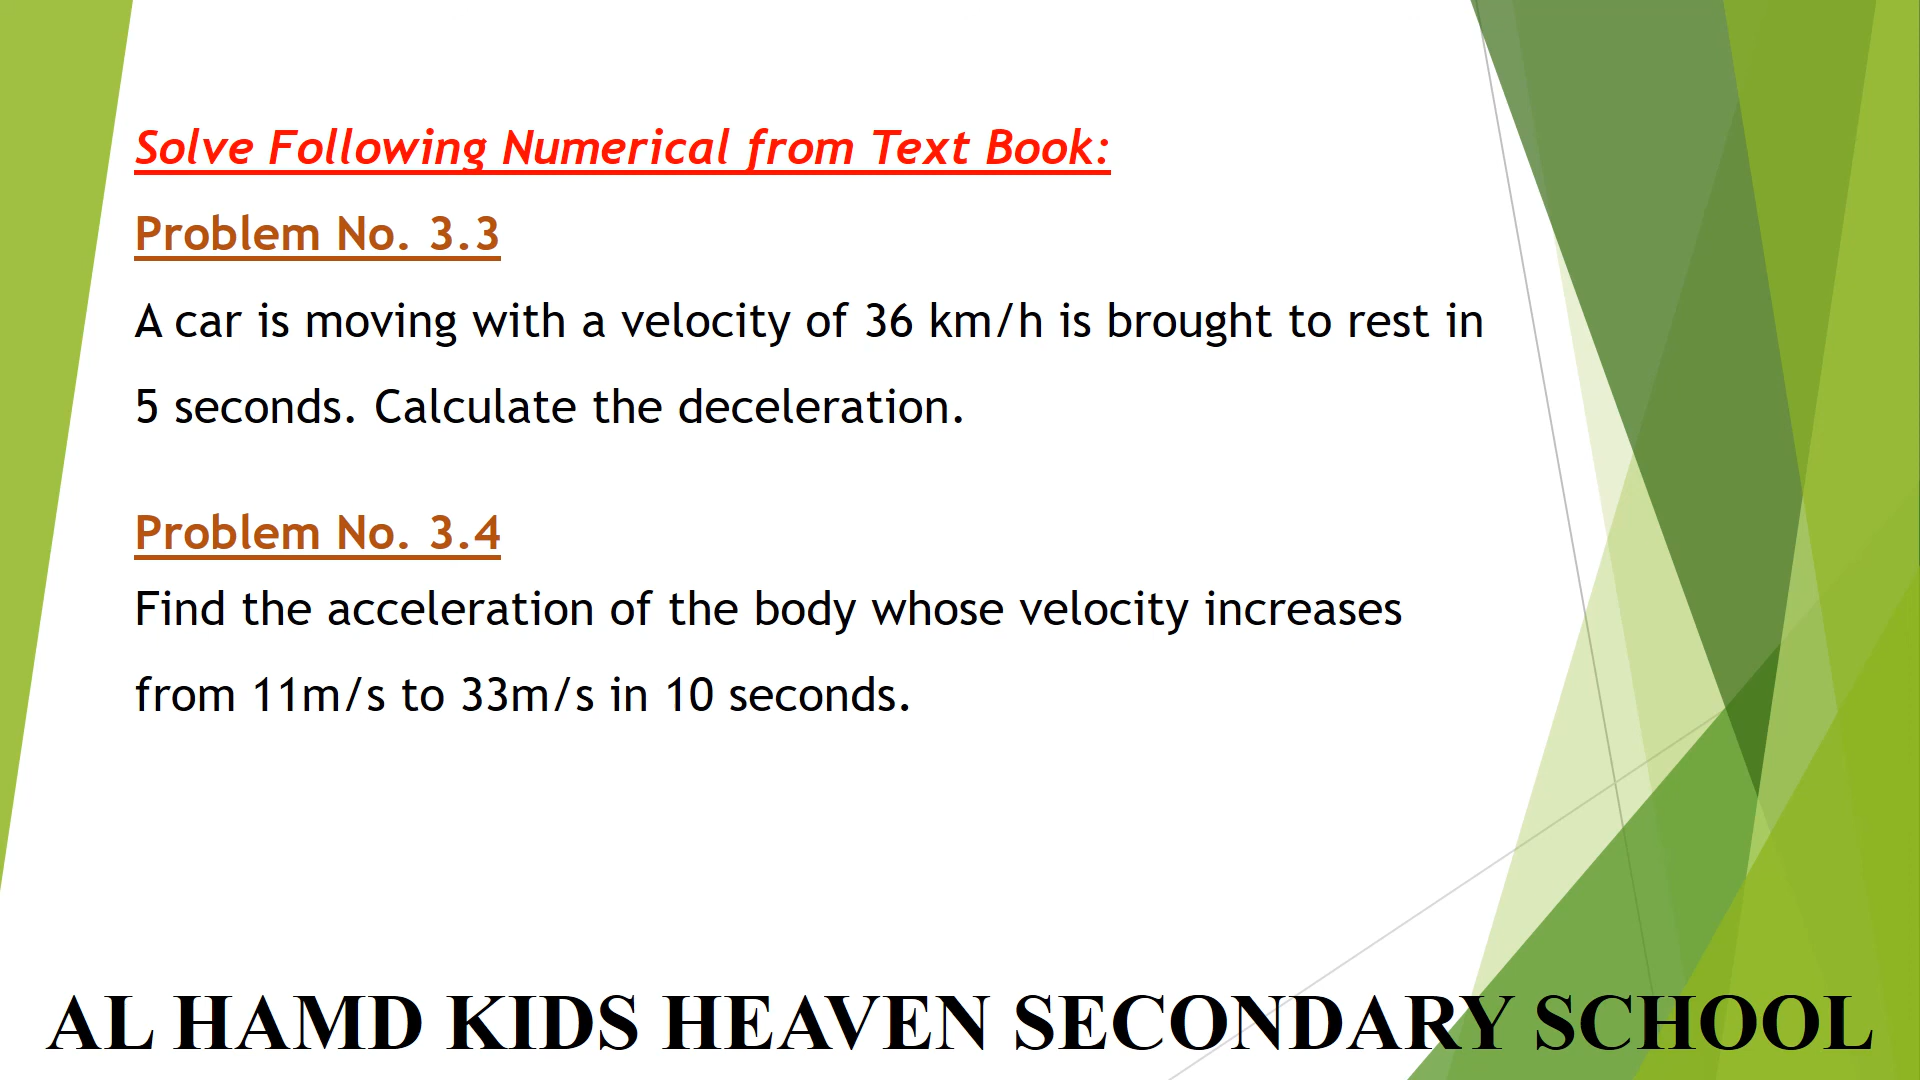 Solve Following Numerical from Text Book:
Problem No. 3.3
A car is moving with a velocity of 36 km/h is brought to rest in
5 seconds. Calculate the deceleration.
Problem No. 3.4
Find the acceleration of the body whose velocity increases
from 11m/s to 33m/s in 10 seconds.
AL HAMD KIDS HEAVEN SECONDARY SCHOOL